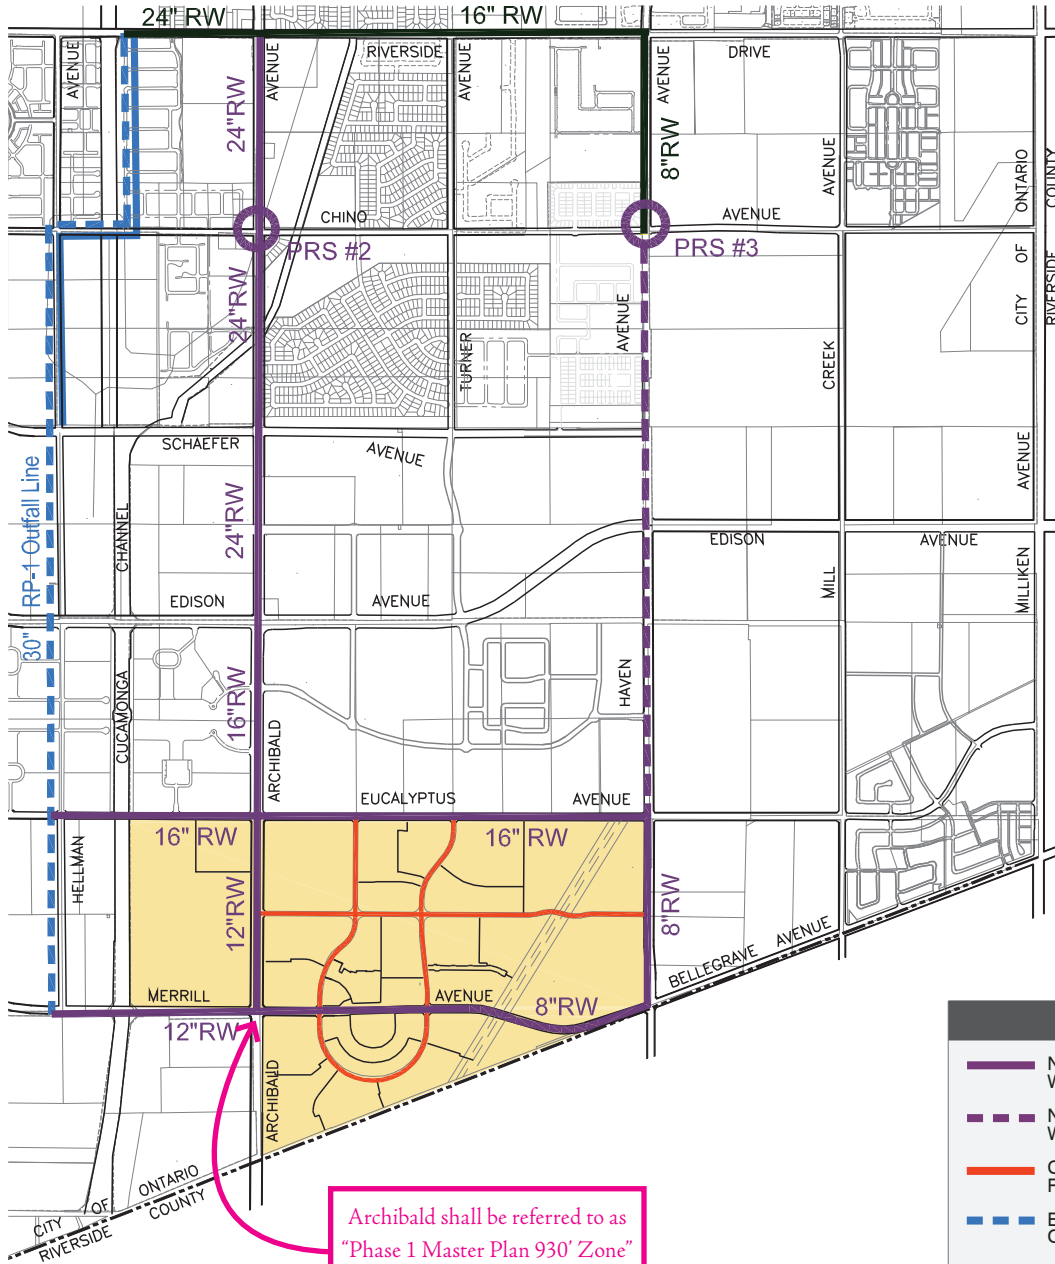 24" RW
16" RW
AVENUE
AVENUE
RIVERSIDE
AVENUE
AVENUE
DRIVE
24"RW
8"RW
AVENUE
ONTARIO
COUNTY
CHINO
AVENUE
PRS #2
PRS #3
24"RW
AVENUE
TURNER
CREEK
CITY OF
RIVERSIDE
SCHAEFER
AVENUE
AVENUE
30" RP-1 Outfall Line
CHANNEL
24"RW
EDISON
AVENUE
MILL
MILLIKEN
EDISON
AVENUE
CUCAMONGA
16"RW
HAVEN
ARCHIBALD
EUCALYPTUS
AVENUE
16" RW
16" RW
HELLMAN
12"RW
8"RW
BELLEGRAVE AVENUE
MERRILL
AVENUE
8"RW
12"RW
ARCHIBALD
CITY OF ONTARIO
RIVERSIDE COUNTY
Archibald shall be referred to as
“Phase 1 Master Plan 930’ Zone”
N
W
N
W
F
E